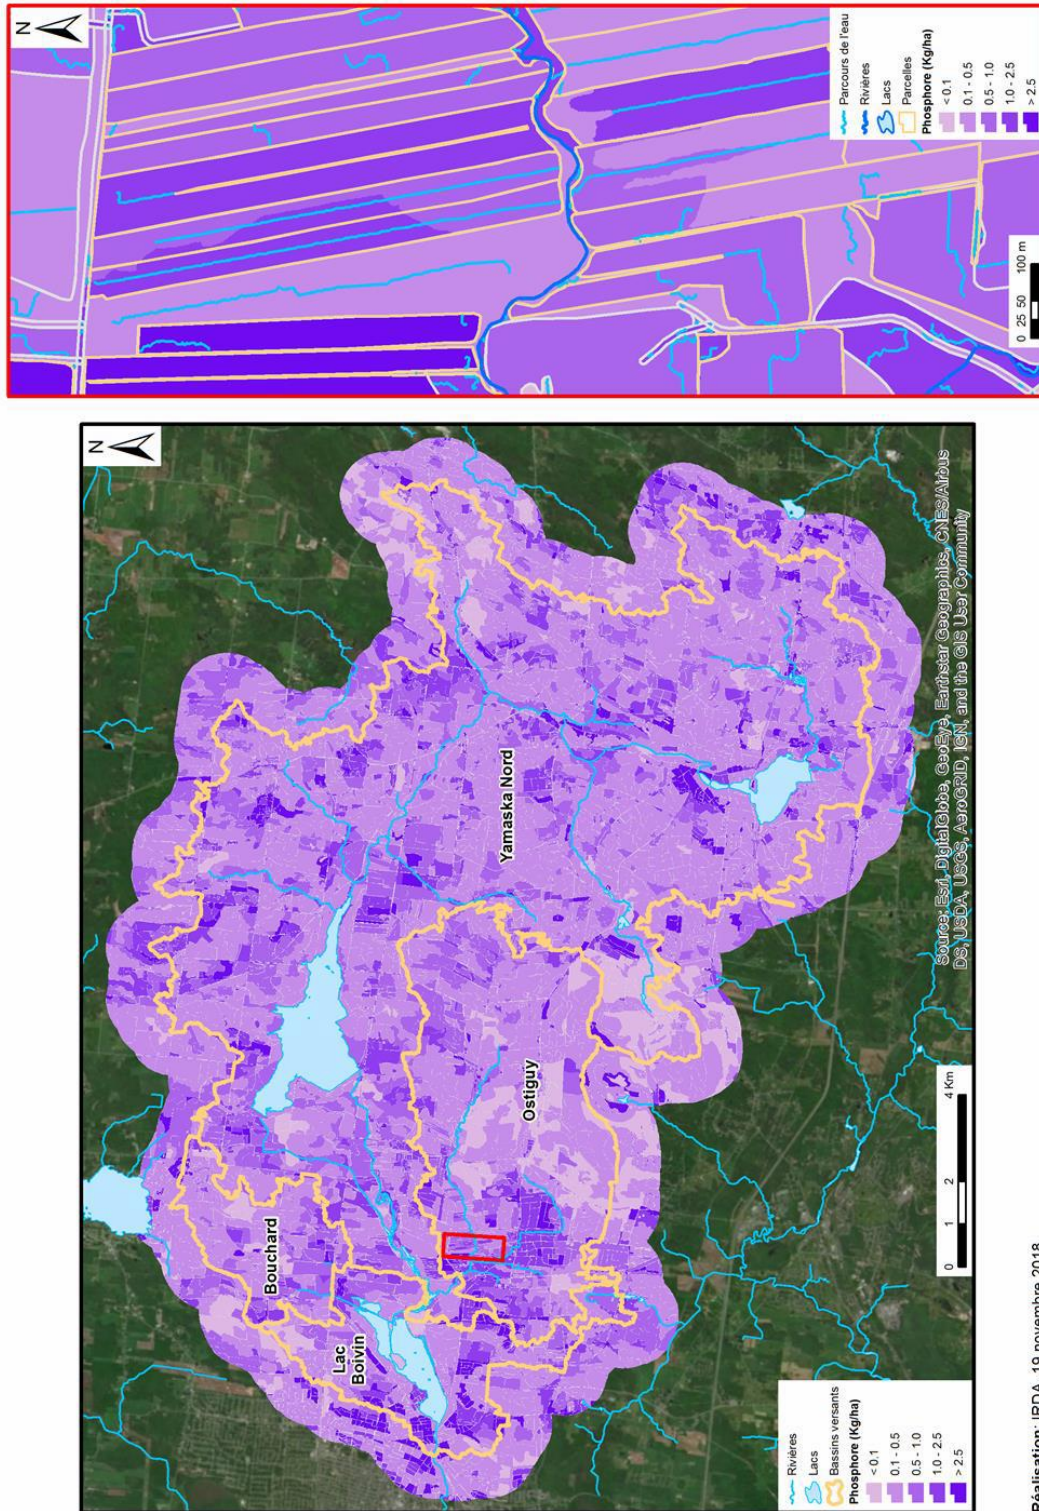 N
Parcours de l'eau
Rivières
Lacs
Parcelles
Phosphore (Kg/ha)
< 0.1
0.1 - 0.5
0.5 - 1.0
1.0 - 2.5
> 2.5
0 25 50 100 m
N
Bouchard
Lac
Boivin
Ostiguy
Yamaska Nord
Rivières
Lacs
Bassins versants
Phosphore (Kg/ha)
< 0.1
0.1 - 0.5
0.5 - 1.0
1.0 - 2.5
> 2.5
0 1 2 4 Km
Source: Esri, DigitalGlobe, GeoEye, Earthstar Geographics, CNES/Airbus
DS, USDA, USGS, AeroGRID, IGN, and the GIS User Community
Réalisation: IRDA, 19 novembre 2018